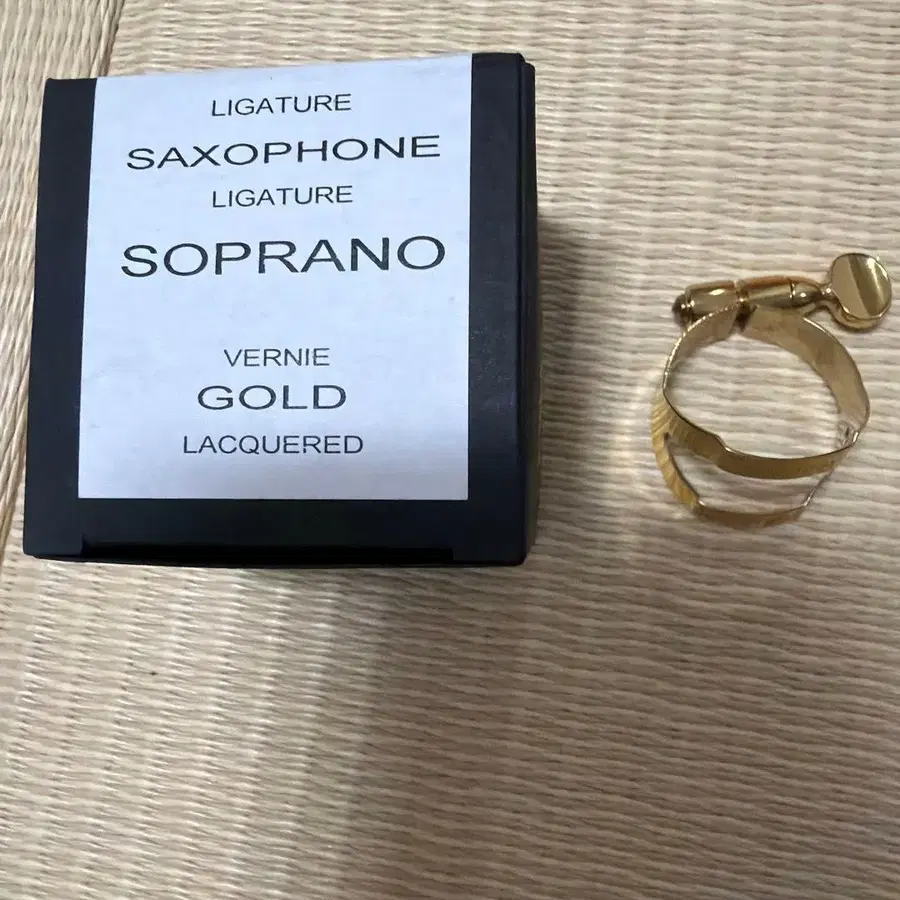 LIGATURE
SAXOPHONE
LIGATURE
SOPRANO
VERNIE
GOLD
LACQUERED